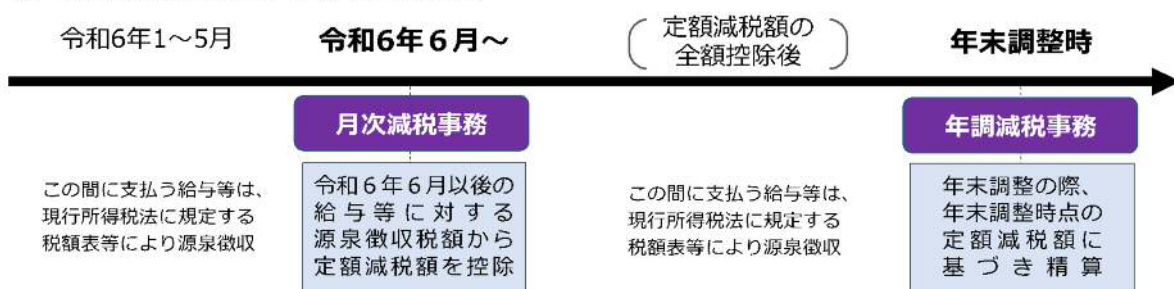 令和6年1～5月
令和6年６月～
定額減税額の
全額控除後
年末調整時
月次減税事務
年調減税事務
この間に支払う給与等は、
現行所得税法に規定する
税額表等により源泉徴収
令和６年６月以後の
給与等に対する
源泉徴収税額から
定額減税額を控除
この間に支払う給与等は、
現行所得税法に規定する
税額表等により源泉徴収
年末調整の際、
年末調整時点の
定額減税額に
基づき精算